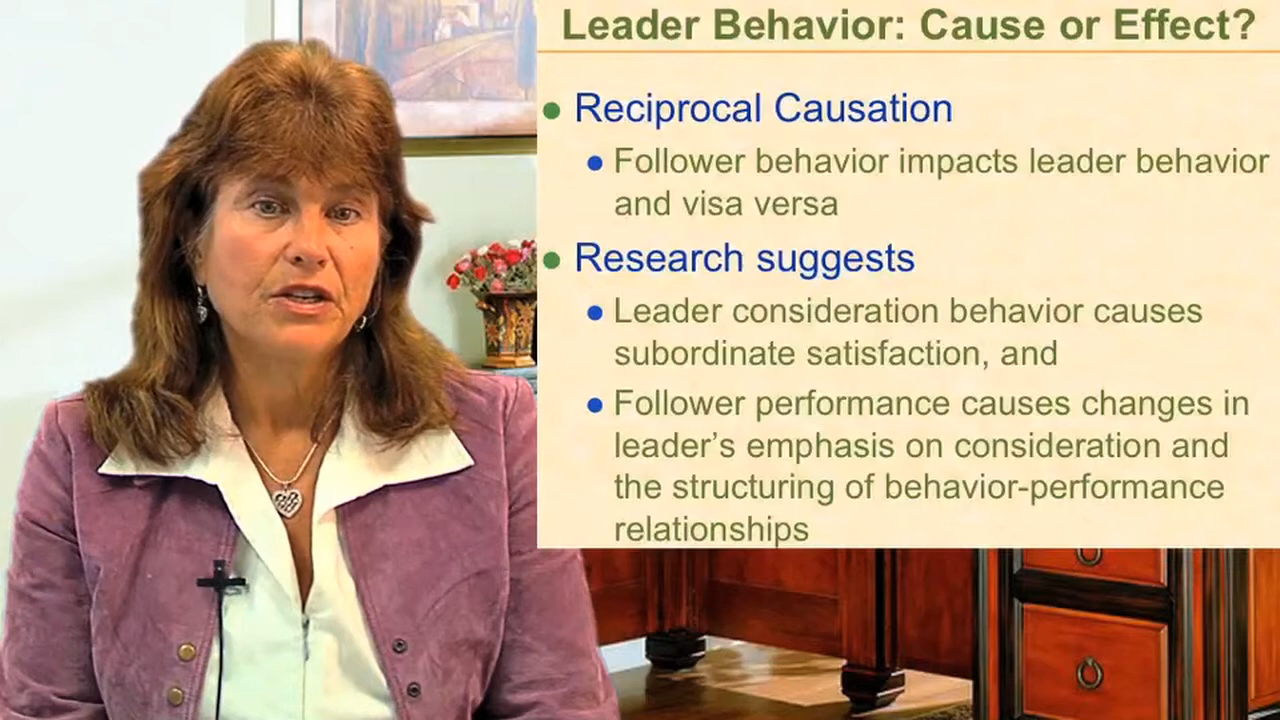 Leader Behavior: Cause or Effect?
Reciprocal Causation
Follower behavior impacts leader behavior
and visa versa
Research suggests
Leader consideration behavior causes
subordinate satisfaction, and
Follower performance causes changes in
leader's emphasis on consideration and
the structuring of behavior-performance
relationships